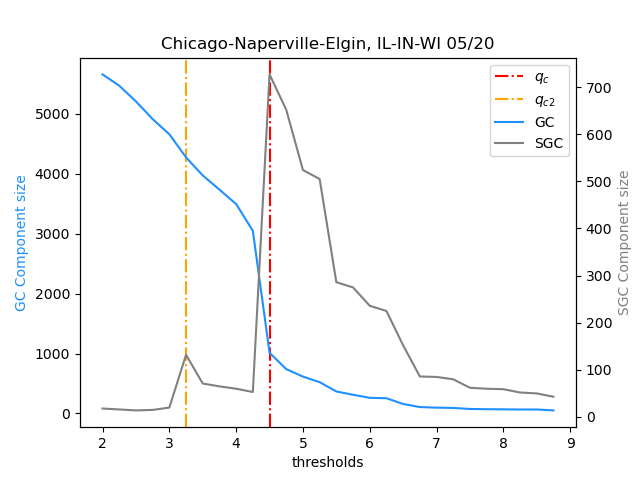 Chicago-Naperville-Elgin, IL-IN-WI 05/20
q_c
q_c2
GC
SGC
5000
4000
3000
2000
1000
0
GC Component size
700
600
500
400
300
200
100
0
SGC Component size
2 3 4 5 6 7 8 9
thresholds